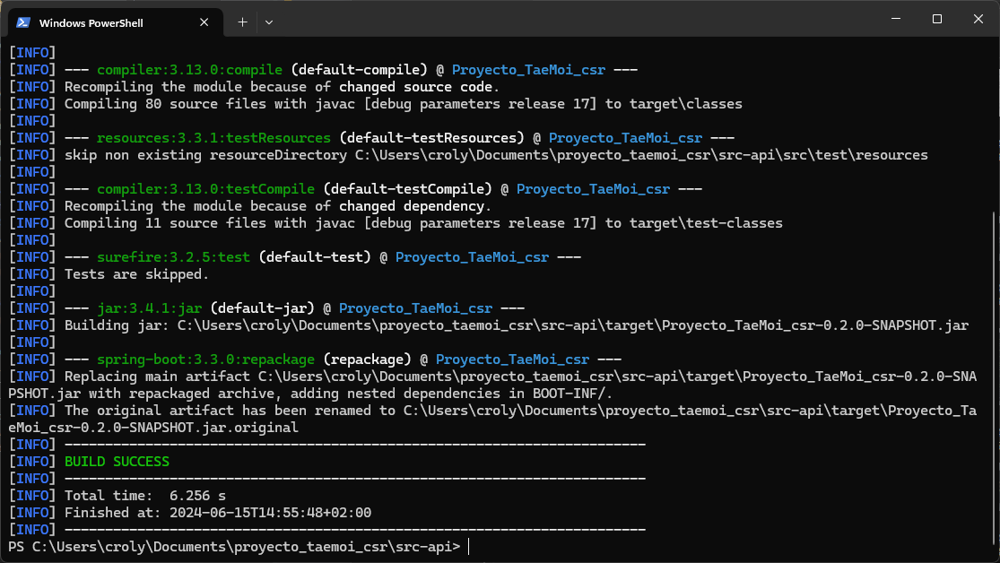 Windows PowerShell
[INFO]
[INFO] --- compiler:3.13.0:compile (default-compile) @ Proyecto_TaeMoi_csr ---
[INFO] Recompiling the module because of changed source code.
[INFO] Compiling 80 source files with javac [debug parameters release 17] to target\classes
[INFO]
[INFO] --- resources:3.3.1:testResources (default-testResources) @ Proyecto_TaeMoi_csr ---
[INFO] skip non existing resourceDirectory C:\Users\croly\Documents\proyecto_taemoi_csr\src-api\src\test\resources
[INFO]
[INFO] --- compiler:3.13.0:testCompile (default-testCompile) @ Proyecto_TaeMoi_csr ---
[INFO] Recompiling the module because of changed dependency.
[INFO] Compiling 11 source files with javac [debug parameters release 17] to target\test-classes
[INFO]
[INFO] --- surefire:3.2.5:test (default-test) @ Proyecto_TaeMoi_csr ---
[INFO] Tests are skipped.
[INFO]
[INFO] --- jar:3.4.1:jar (default-jar) @ Proyecto_TaeMoi_csr ---
[INFO] Building jar: C:\Users\croly\Documents\proyecto_taemoi_csr\src-api\target\Proyecto_TaeMoi_csr-0.2.0-SNAPSHOT.jar
[INFO]
[INFO] --- spring-boot:3.3.0:repackage (repackage) @ Proyecto_TaeMoi_csr ---
[INFO] Replacing main artifact C:\Users\croly\Documents\proyecto_taemoi_csr\src-api\target\Proyecto_TaeMoi_csr-0.2.0-SNA
PSHOT.jar with repackaged archive, adding nested dependencies in BOOT-INF/.
[INFO] The original artifact has been renamed to C:\Users\croly\Documents\proyecto_taemoi_csr\src-api\target\Proyecto_Ta
eMoi_csr-0.2.0-SNAPSHOT.jar.original
[INFO] ------------------------------------------------------------------------
[INFO] BUILD SUCCESS
[INFO] ------------------------------------------------------------------------
[INFO] Total time:  6.256 s
[INFO] Finished at: 2024-06-15T14:55:48+02:00
[INFO] ------------------------------------------------------------------------
PS C:\Users\croly\Documents\proyecto_taemoi_csr\src-api>